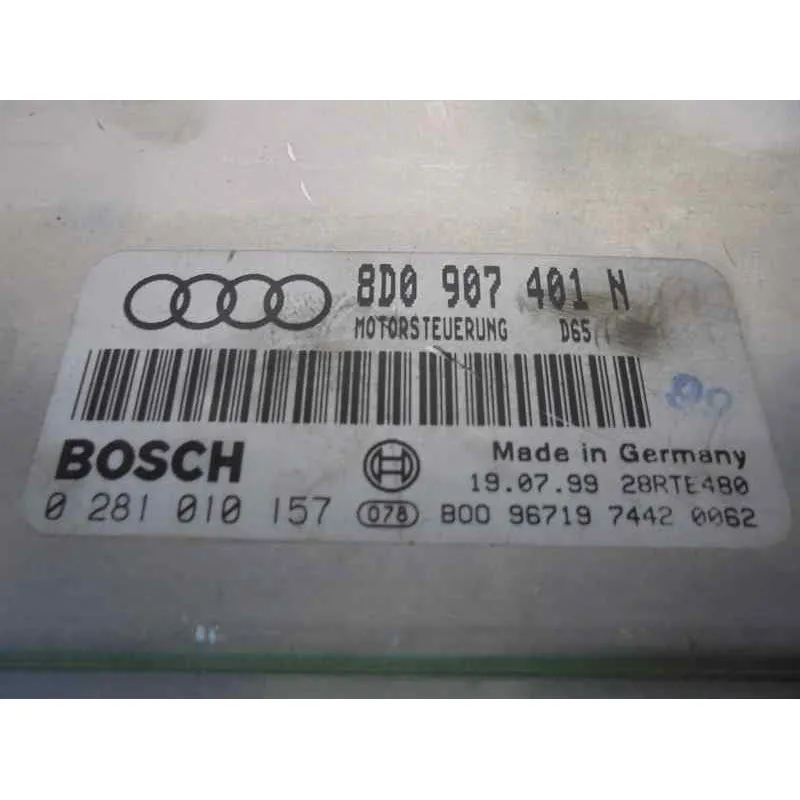 8D0 907 401 N
MOTORSTEUERUNG D65
BOSCH Made in Germany
19.07.99 28RTE480
0 281 010 157 078 B00 96719 7442 0062